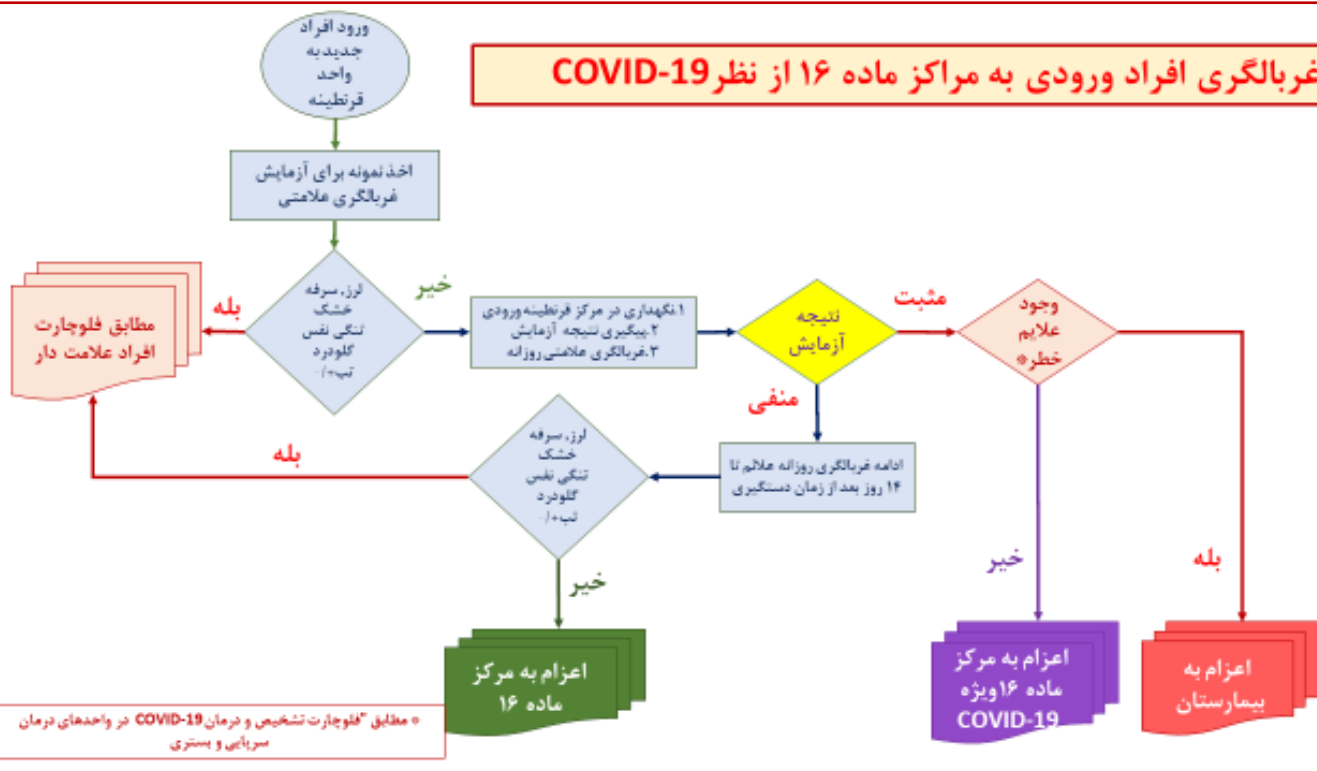 غربالگری افراد ورودی به مراکز ماده ۱۶ از نظر COVID-19
ورود افراد
جدید به
واحد
قرنطینه
اخذ نمونه برای آزمایش
غربالگری علامتی
لرز، سرفه
خشک
تنگی نفس
گلودرد
تب+/-
بله
مطابق فلوچارت
افراد علامت دار
خیر
۱.نگهداری در مرکز قرنطینه ورودی
۲.پیگیری نتیجه آزمایش
۳.غربالگری علامتی روزانه
نتیجه
آزمایش
مثبت
وجود
علایم
خطر*
منفی
ادامه غربالگری روزانه علائم تا
۱۴ روز بعد از زمان دستگیری
لرز، سرفه
خشک
تنگی نفس
گلودرد
تب+/-
بله
خیر
اعزام به مرکز
ماده ۱۶
خیر
اعزام به مرکز
ماده ۱۶ویژه
COVID-19
بله
اعزام به
بیمارستان
* مطابق "فلوچارت تشخیص و درمان COVID-19 در واحدهای درمان
سرپایی و بستری